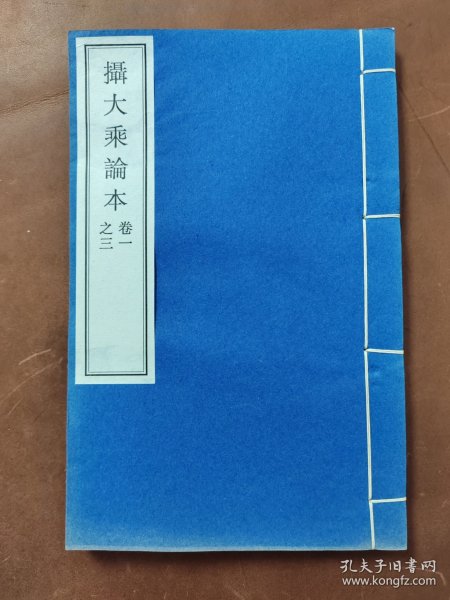 攝大乘論本
卷一
之三
孔夫子旧书网
www.kongfz.com